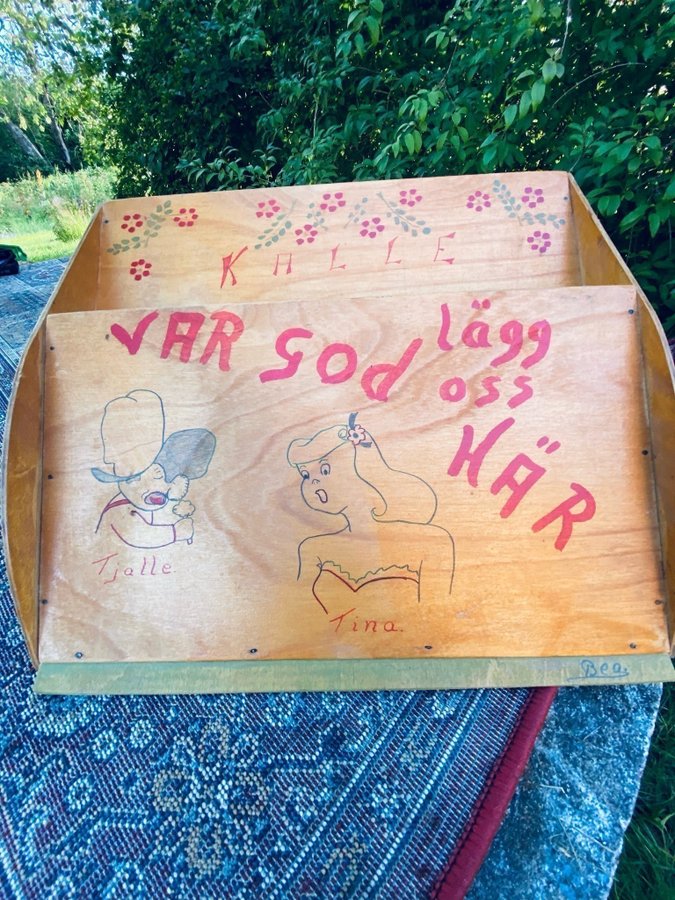 KALLE
VAR GOD lägg
oss
HÄR
Tjalle.
Tina.
Bea.